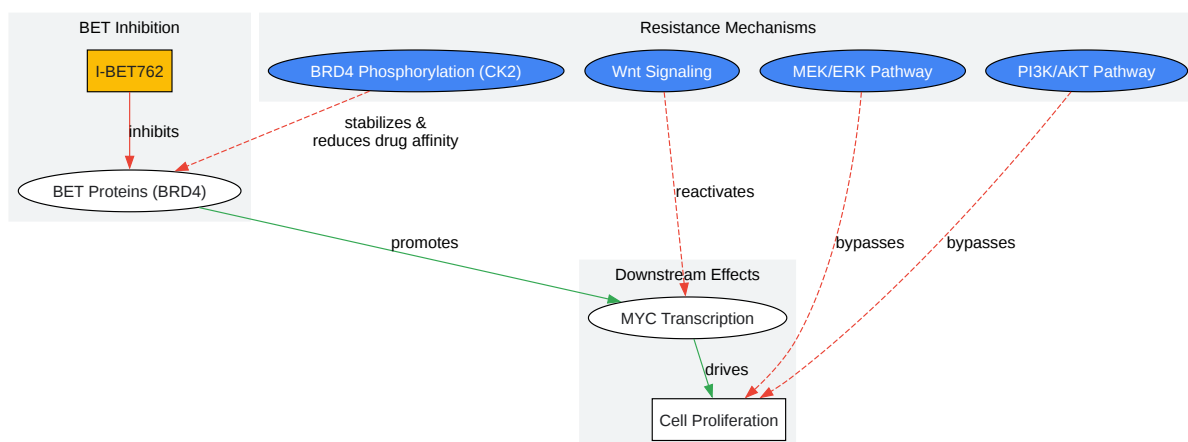 BET Inhibition
Resistance Mechanisms
I-BET762
BRD4 Phosphorylation (CK2)
Wnt Signaling
MEK/ERK Pathway
PI3K/AKT Pathway
inhibits
stabilizes &
reduces drug affinity
BET Proteins (BRD4)
reactivates
promotes
bypasses
bypasses
Downstream Effects
MYC Transcription
drives
Cell Proliferation